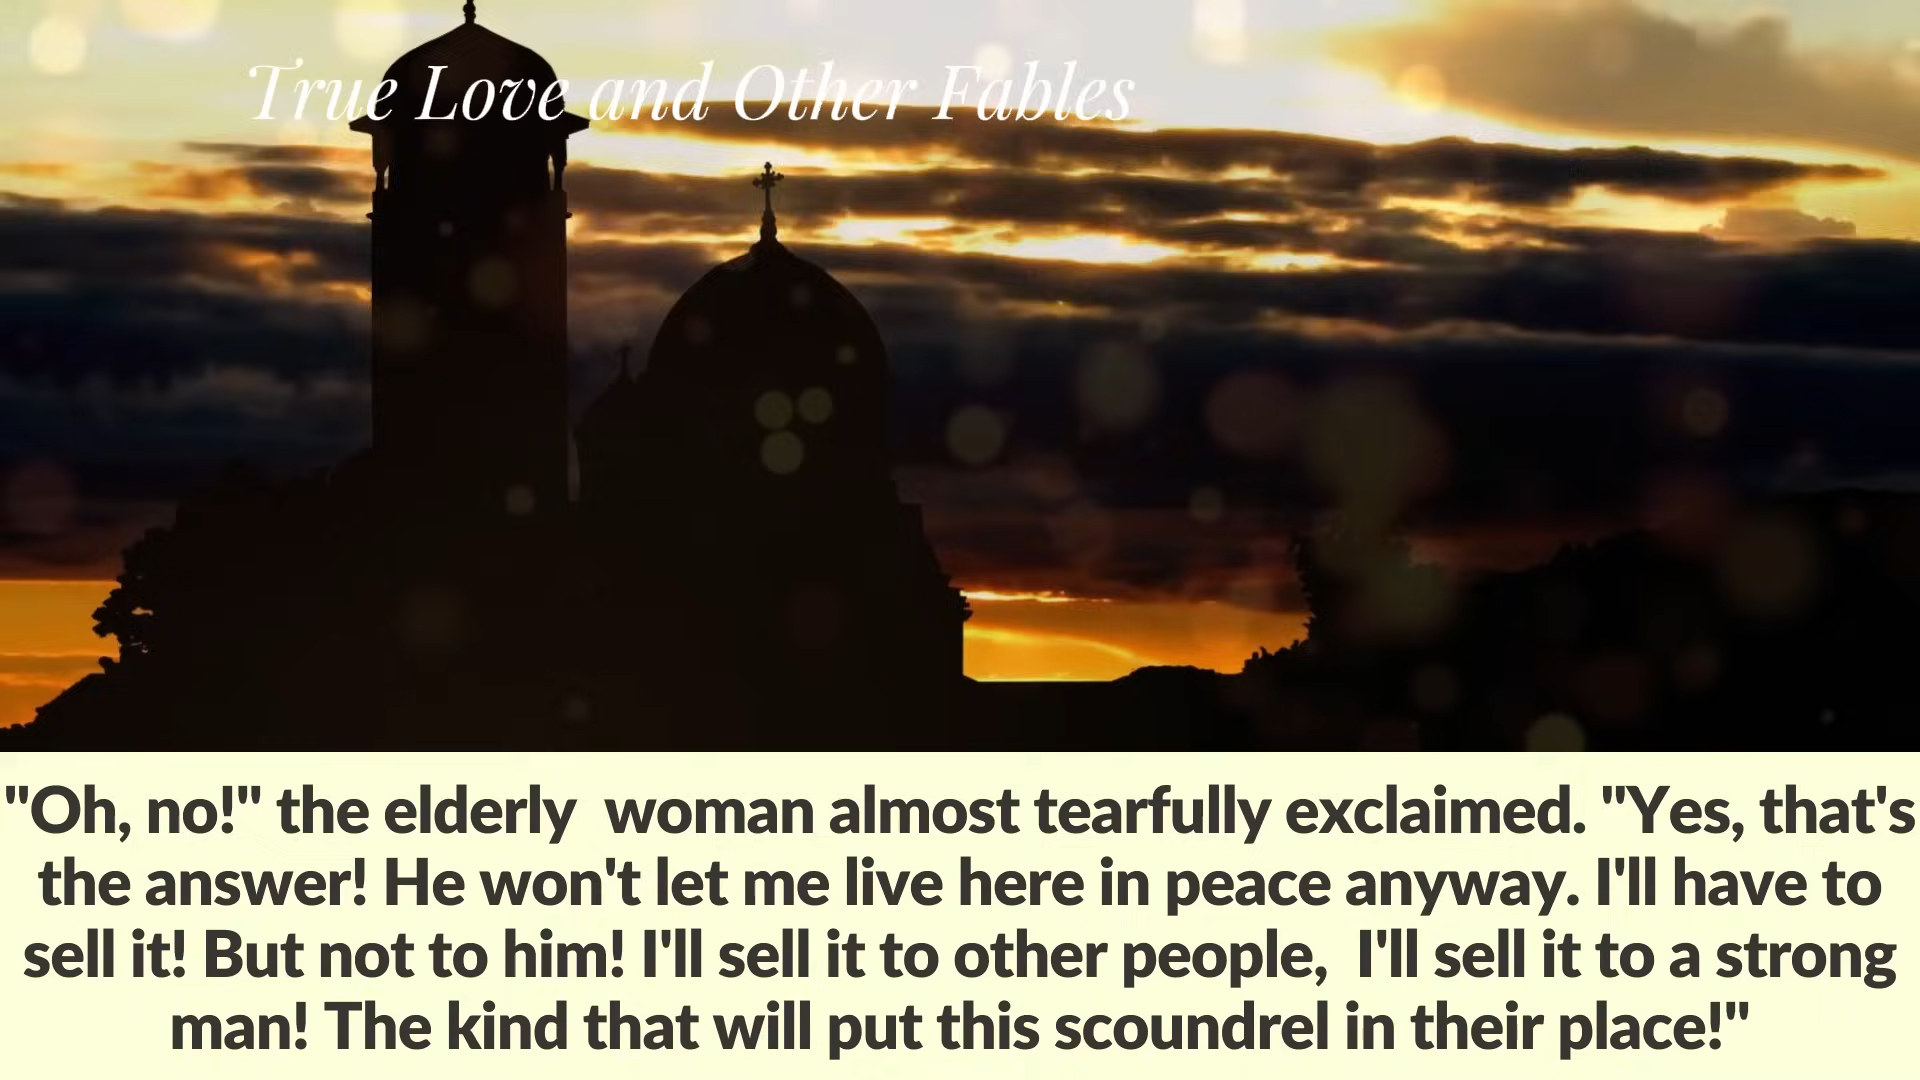 True Love and Other Fables
"Oh, no!" the elderly  woman almost tearfully exclaimed. "Yes, that's
the answer! He won't let me live here in peace anyway. I'll have to
sell it! But not to him! I'll sell it to other people,  I'll sell it to a strong
man! The kind that will put this scoundrel in their place!"